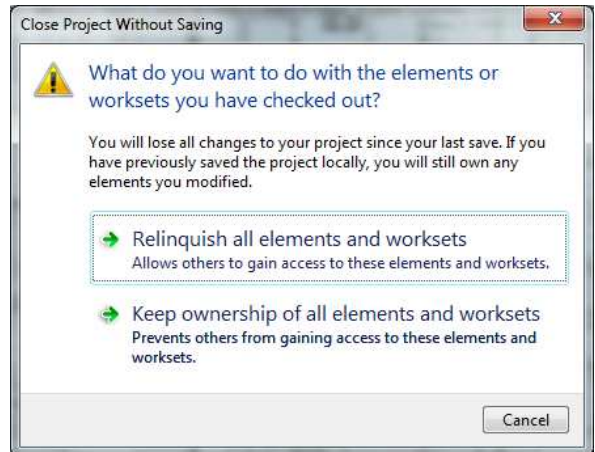 Close Project Without Saving
What do you want to do with the elements or
worksets you have checked out?
You will lose all changes to your project since your last save. If you
have previously saved the project locally, you will still own any
elements you modified.
Relinquish all elements and worksets
Allows others to gain access to these elements and worksets.
Keep ownership of all elements and worksets
Prevents others from gaining access to these elements and
worksets.
Cancel